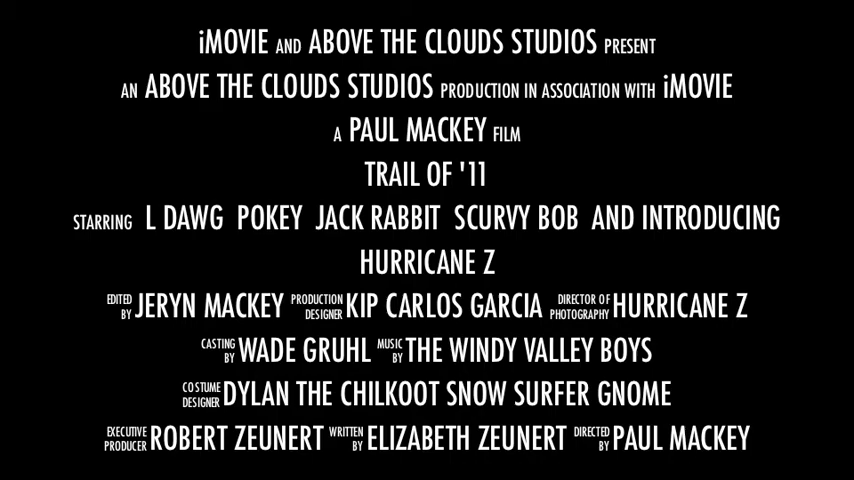 iMOVIE AND ABOVE THE CLOUDS STUDIOS PRESENT
AN ABOVE THE CLOUDS STUDIOS PRODUCTION IN ASSOCIATION WITH iMOVIE
A PAUL MACKEY FILM
TRAIL OF '11
STARRING L DAWG POKEY JACK RABBIT SCURVY BOB AND INTRODUCING
HURRICANE Z
EDITED BY JERYN MACKEY PRODUCTION DESIGNER KIP CARLOS GARCIA DIRECTOR OF PHOTOGRAPHY HURRICANE Z
CASTING BY WADE GRUHL MUSIC BY THE WINDY VALLEY BOYS
COSTUME DESIGNER DYLAN THE CHILKOOT SNOW SURFER GNOME
EXECUTIVE PRODUCER ROBERT ZEUNERT WRITTEN BY ELIZABETH ZEUNERT DIRECTED BY PAUL MACKEY